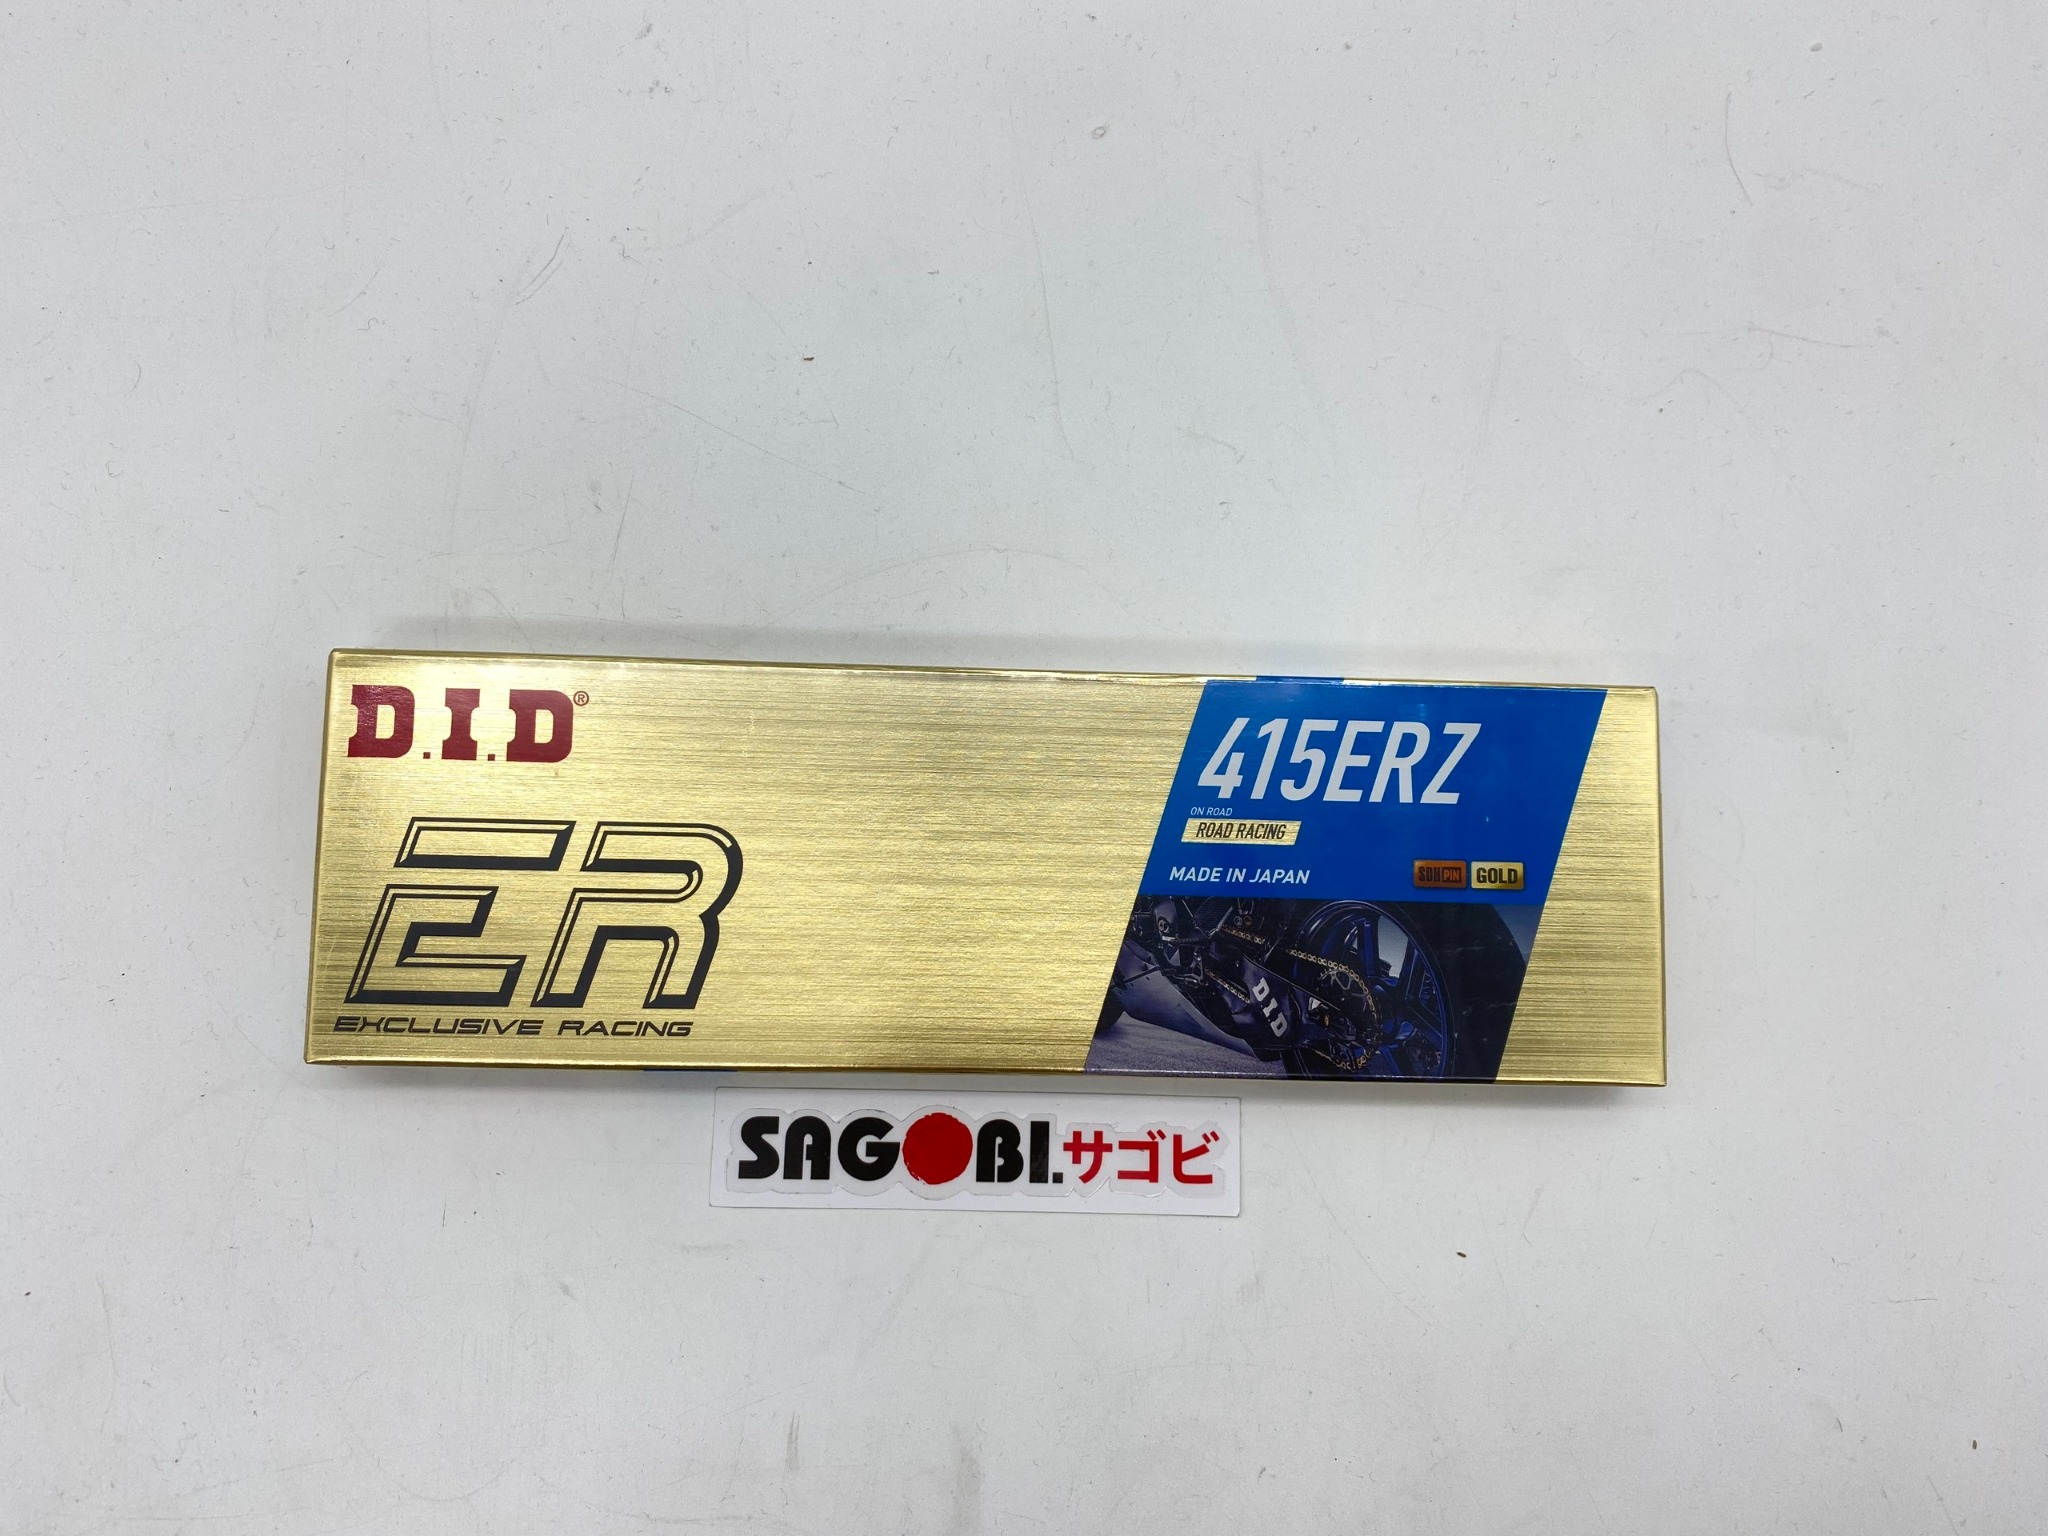 D.I.D®
ER
EXCLUSIVE RACING
415ERZ
ON ROAD
ROAD RACING
MADE IN JAPAN
SDH PIN GOLD
D.I.D
SAGOBI.サゴビ